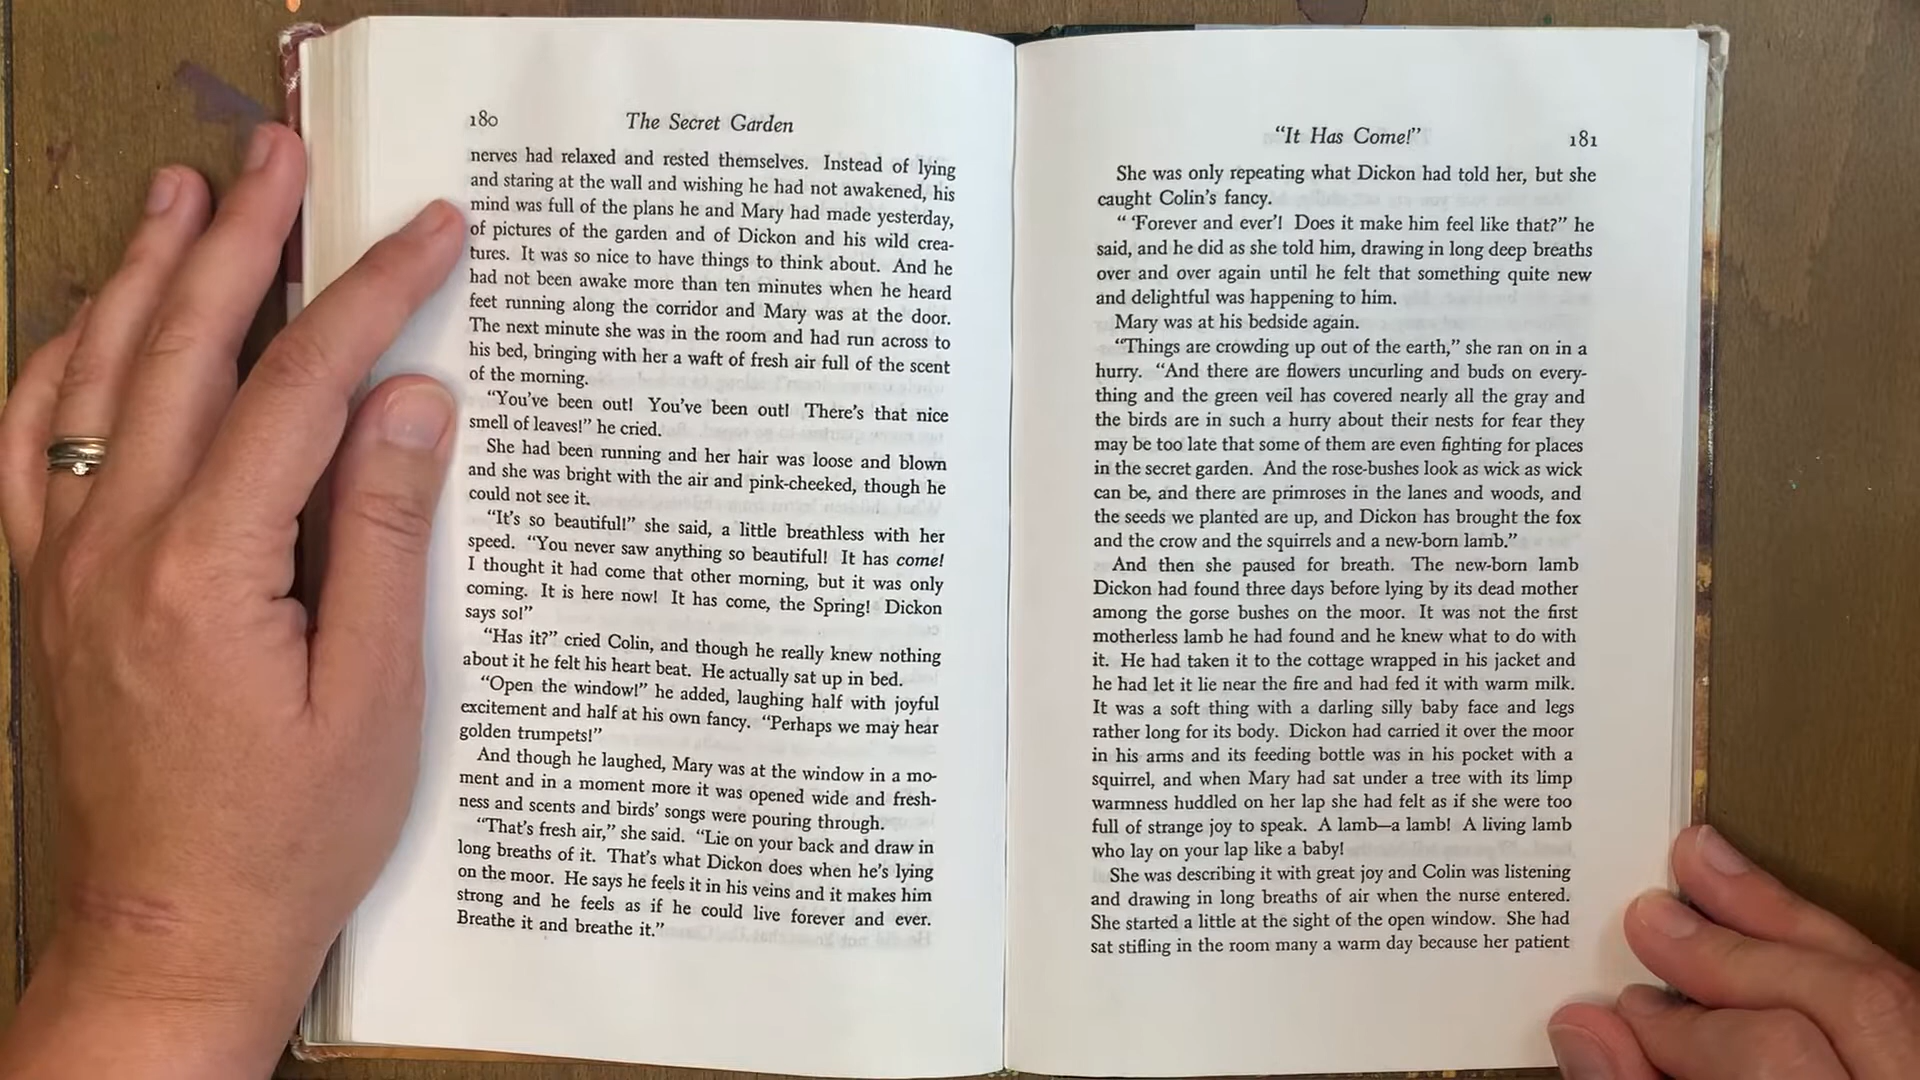 180
The Secret Garden
nerves had relaxed and rested themselves. Instead of lying
and staring at the wall and wishing he had not awakened, his
mind was full of the plans he and Mary had made yesterday,
of pictures of the garden and of Dickon and his wild crea-
tures. It was so nice to have things to think about. And he
had not been awake more than ten minutes when he heard
feet running along the corridor and Mary was at the door.
The next minute she was in the room and had run across to
his bed, bringing with her a waft of fresh air full of the scent
of the morning.
“You’ve been out! You’ve been out! There’s that nice
smell of leaves!” he cried.
She had been running and her hair was loose and blown
and she was bright with the air and pink-cheeked, though he
could not see it.
“It’s so beautiful!” she said, a little breathless with her
speed. “You never saw anything so beautiful! It has come!
I thought it had come that other morning, but it was only
coming. It is here now! It has come, the Spring! Dickon
says so!”
“Has it?” cried Colin, and though he really knew nothing
about it he felt his heart beat. He actually sat up in bed.
“Open the window!” he added, laughing half with joyful
excitement and half at his own fancy. “Perhaps we may hear
golden trumpets!”
And though he laughed, Mary was at the window in a mo-
ment and in a moment more it was opened wide and fresh-
ness and scents and birds’ songs were pouring through.
“That’s fresh air,” she said. “Lie on your back and draw in
long breaths of it. That’s what Dickon does when he’s lying
on the moor. He says he feels it in his veins and it makes him
strong and he feels as if he could live forever and ever.
Breathe it and breathe it.”
“It Has Come!”
181
She was only repeating what Dickon had told her, but she
caught Colin’s fancy.
“ ‘Forever and ever’! Does it make him feel like that?” he
said, and he did as she told him, drawing in long deep breaths
over and over again until he felt that something quite new
and delightful was happening to him.
Mary was at his bedside again.
“Things are crowding up out of the earth,” she ran on in a
hurry. “And there are flowers uncurling and buds on every-
thing and the green veil has covered nearly all the gray and
the birds are in such a hurry about their nests for fear they
may be too late that some of them are even fighting for places
in the secret garden. And the rose-bushes look as wick as wick
can be, and there are primroses in the lanes and woods, and
the seeds we planted are up, and Dickon has brought the fox
and the crow and the squirrels and a new-born lamb.”
And then she paused for breath. The new-born lamb
Dickon had found three days before lying by its dead mother
among the gorse bushes on the moor. It was not the first
motherless lamb he had found and he knew what to do with
it. He had taken it to the cottage wrapped in his jacket and
he had let it lie near the fire and had fed it with warm milk.
It was a soft thing with a darling silly baby face and legs
rather long for its body. Dickon had carried it over the moor
in his arms and its feeding bottle was in his pocket with a
squirrel, and when Mary had sat under a tree with its limp
warmness huddled on her lap she had felt as if she were too
full of strange joy to speak. A lamb—a lamb! A living lamb
who lay on your lap like a baby!
She was describing it with great joy and Colin was listening
and drawing in long breaths of air when the nurse entered.
She started a little at the sight of the open window. She had
sat stifling in the room many a warm day because her patient